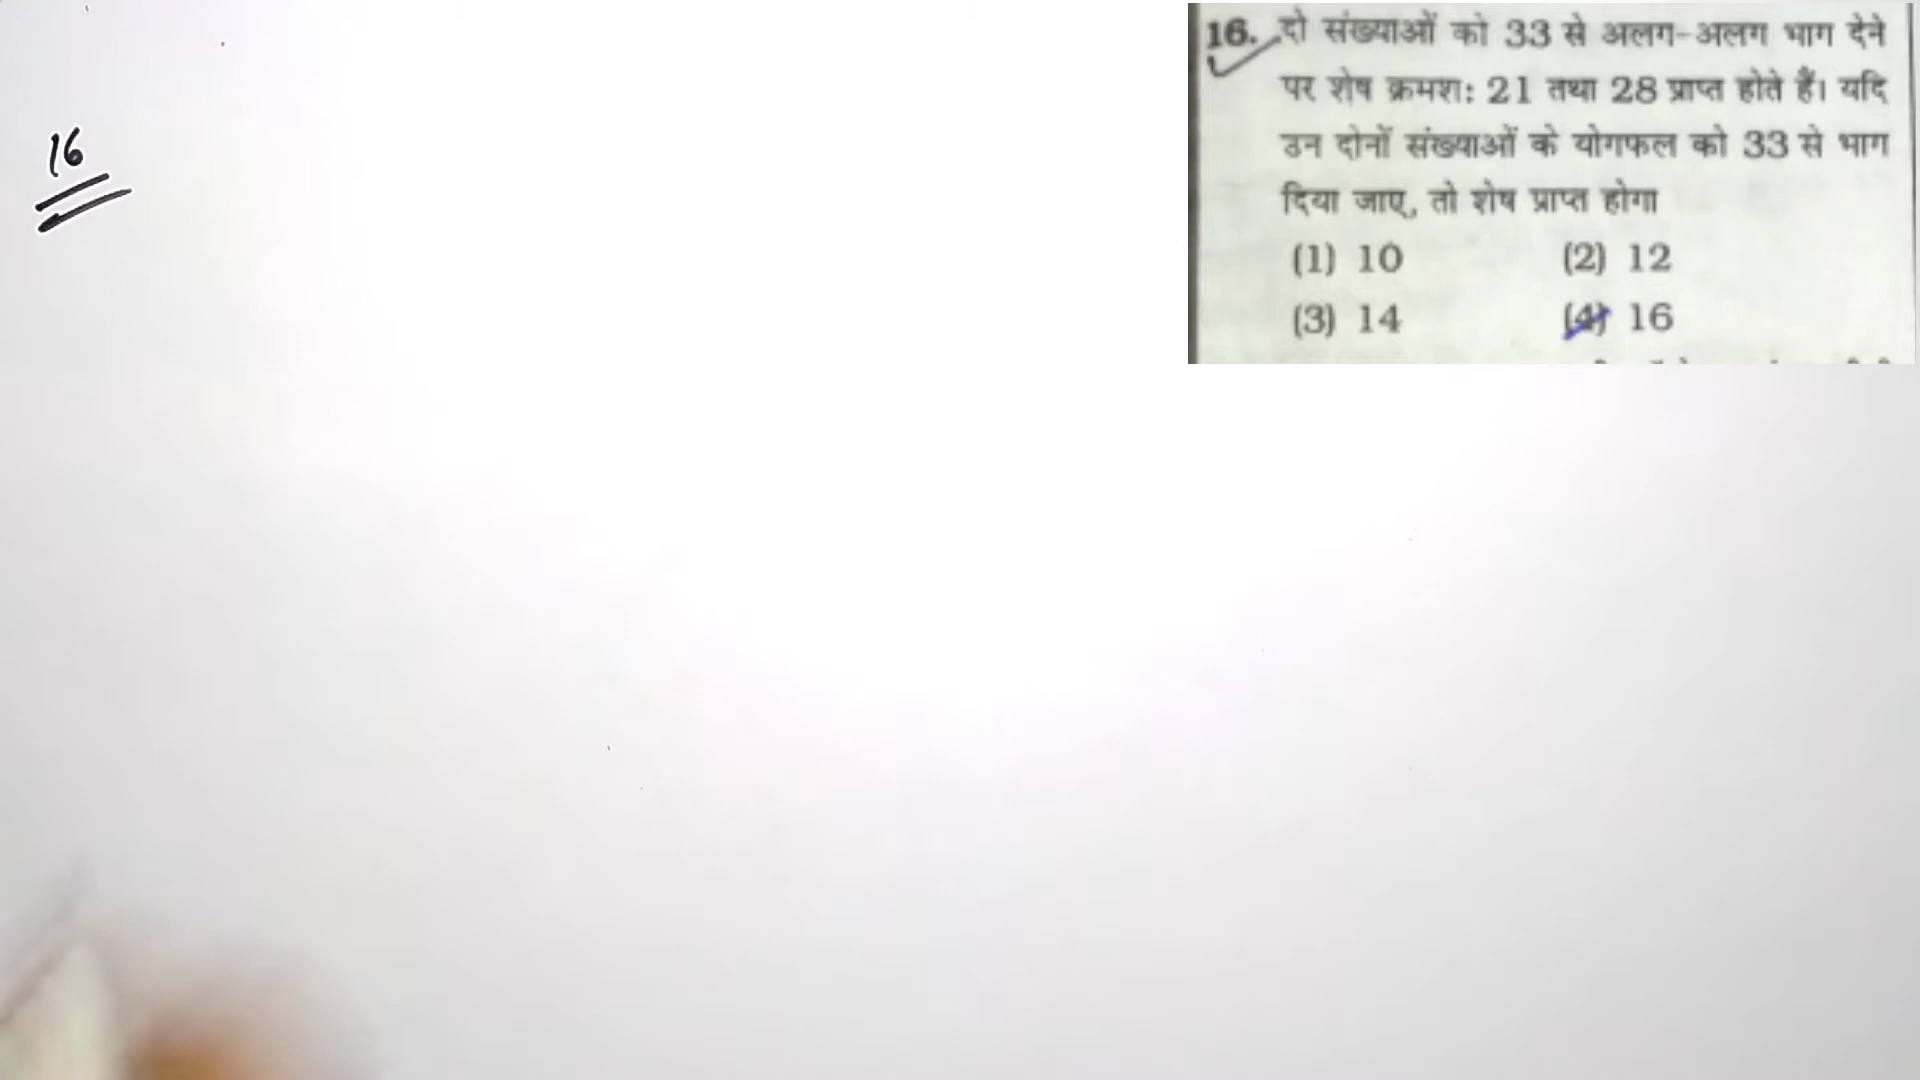 16
16. दो संख्याओं को 33 से अलग-अलग भाग देने
पर शेष क्रमश: 21 तथा 28 प्राप्त होते हैं। यदि
उन दोनों संख्याओं के योगफल को 33 से भाग
दिया जाए, तो शेष प्राप्त होगा
(1) 10 (2) 12
(3) 14 (4) 16